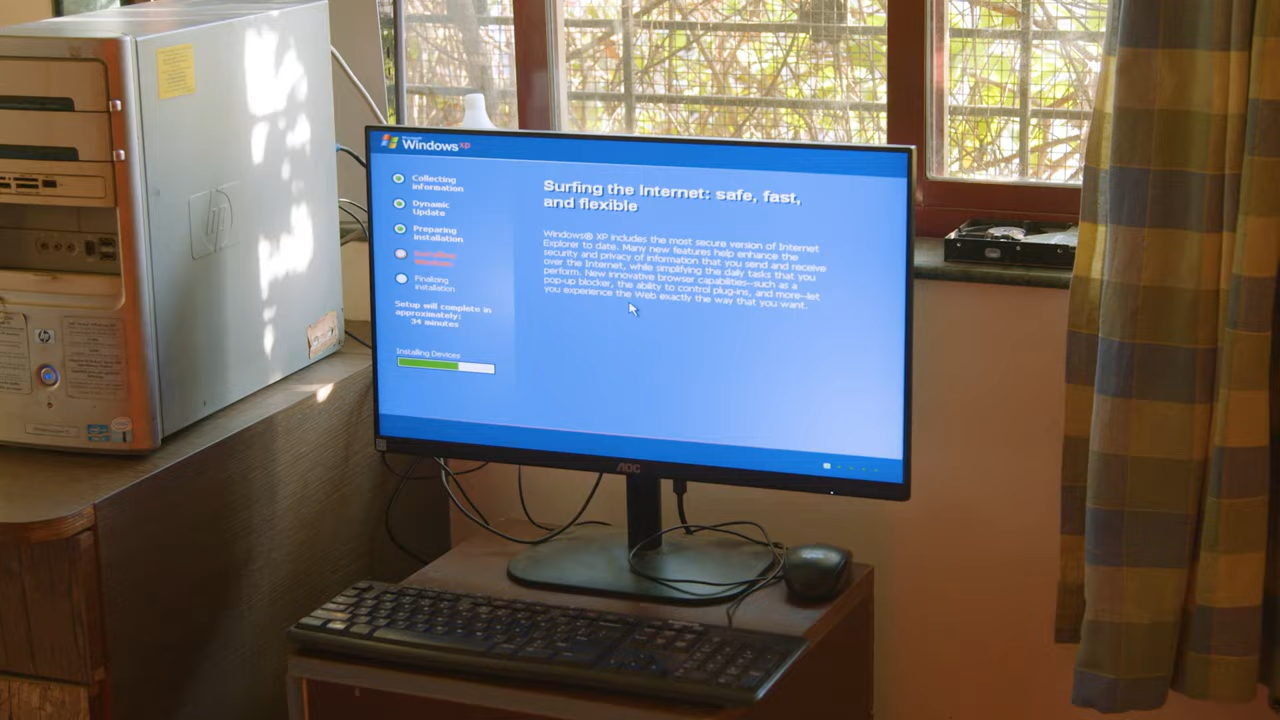 Microsoft
Windows xp
Collecting
information
Dynamic
Update
Preparing
installation
Installing
Windows
Finalizing
installation
Setup will complete in
approximately:
34 minutes
Installing Devices
Surfing the Internet: safe, fast,
and flexible
Windows® XP includes the most secure version of Internet
Explorer to date. Many new features help enhance the
security and privacy of information that you send and receive
over the Internet, while simplifying the daily tasks that you
perform. New innovative browser capabilities--such as a
pop-up blocker, the ability to control plug-ins, and more--let
you experience the Web exactly the way that you want.
AOC
hp
hp